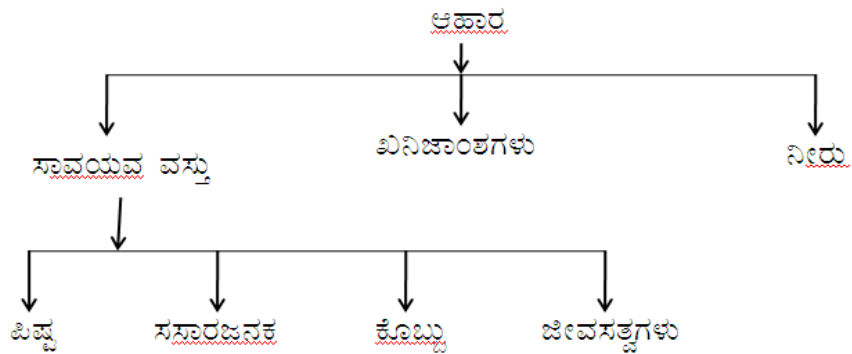 ಆಹಾರ
ಸಾವಯವ ವಸ್ತು
ಖನಿಜಾಂಶಗಳು
ನೀರು
ಪಿಷ್ಪ
ಸಸಾರಜನಕ
ಕೊಬ್ಬು
ಜೀವಸತ್ವಗಳು